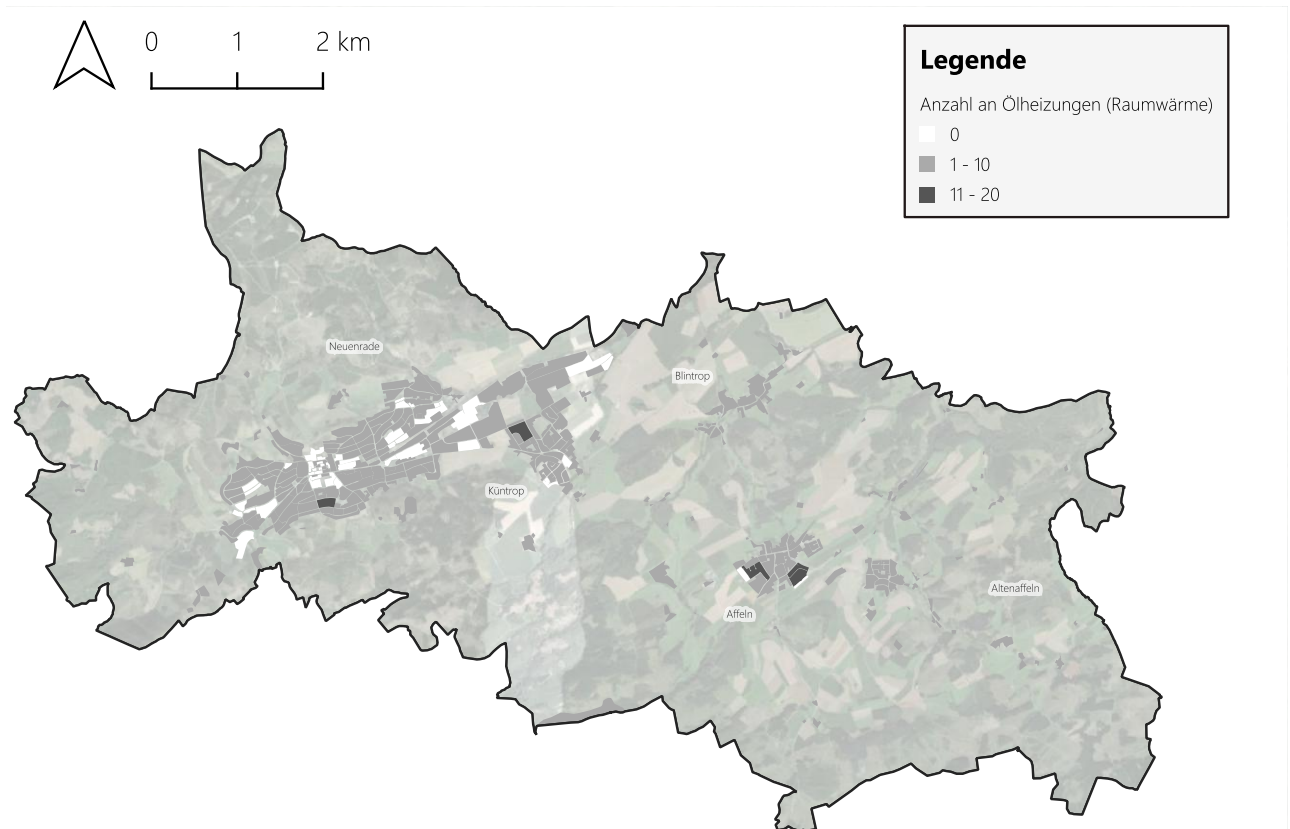 0 1 2 km
Legende
Anzahl an Ölheizungen (Raumwärme)
0
1 - 10
11 - 20
Neuenrade
Blintrop
Küntrop
Altenaffeln
Affeln